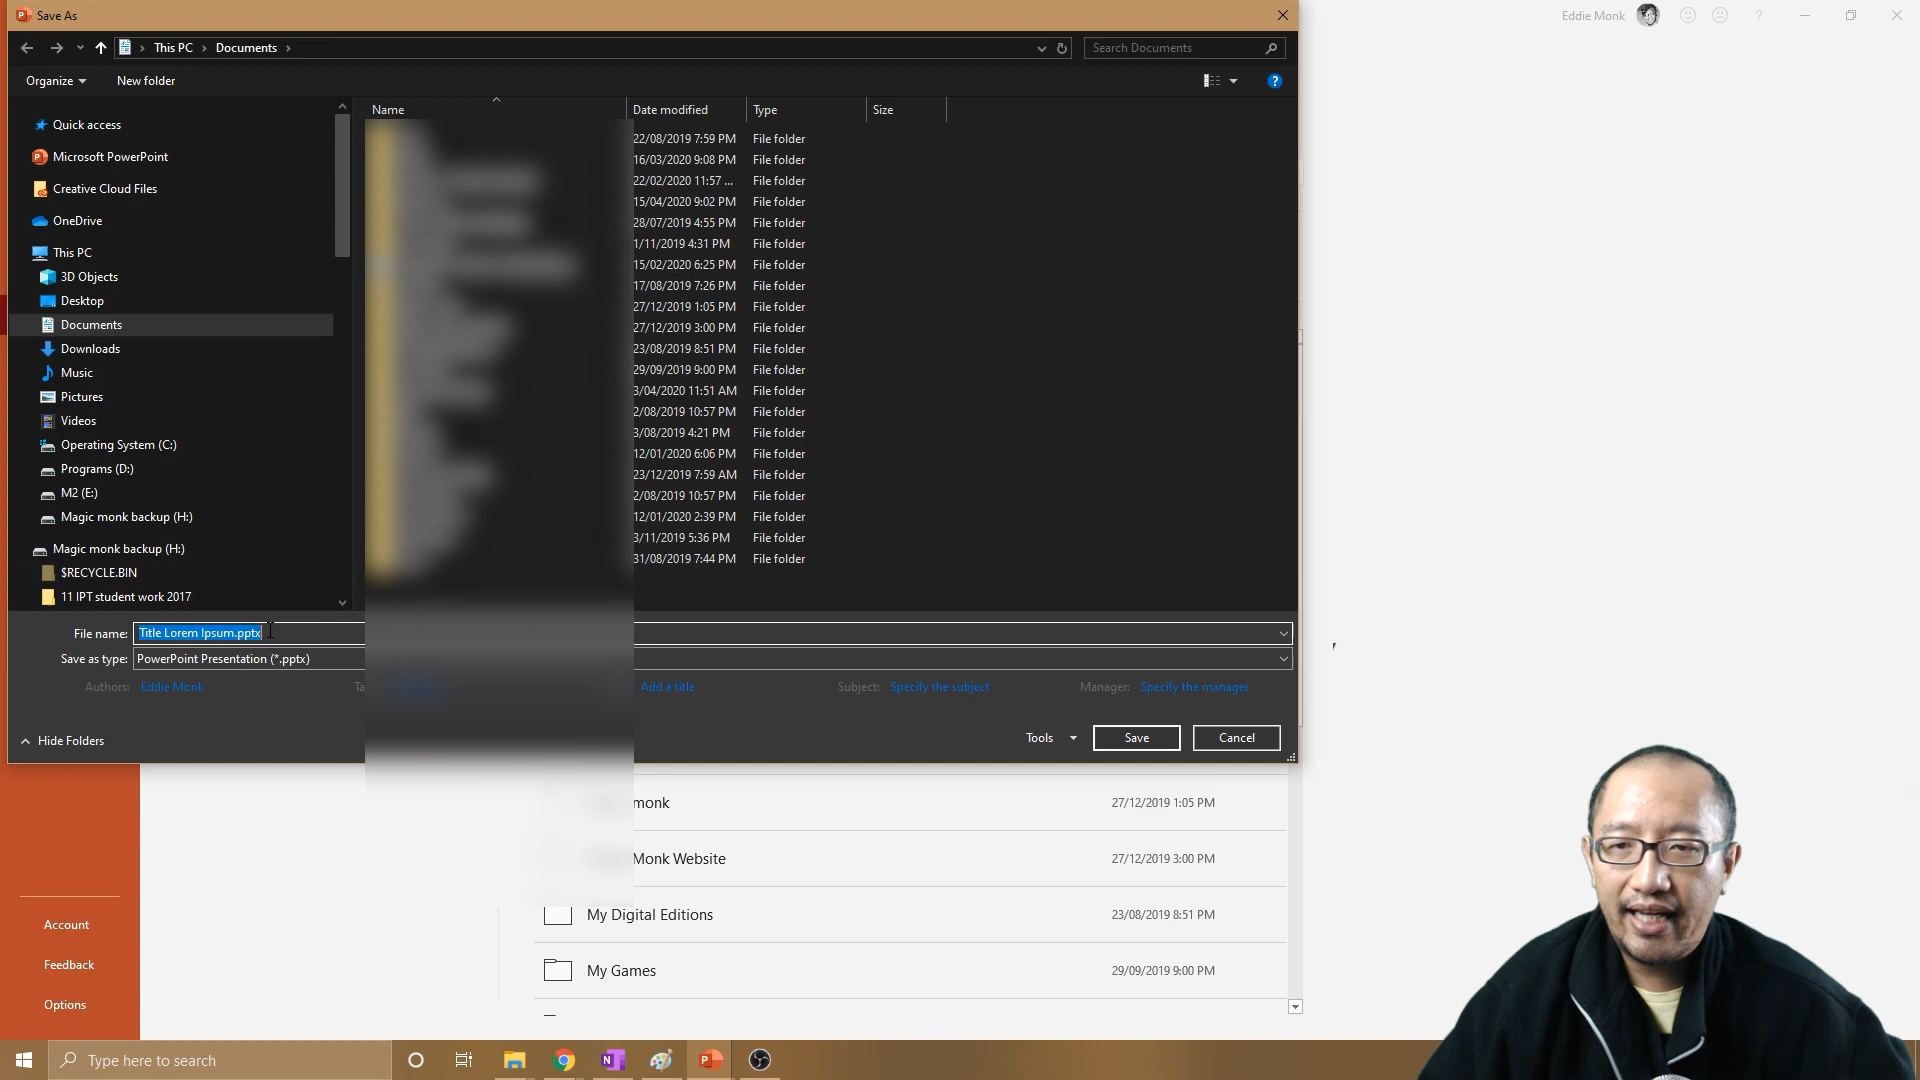 Save As
Eddie Monk
This PC
Documents
Search Documents
Organize
New folder
Name
Date modified
Type
Size
Quick access
Microsoft PowerPoint
Creative Cloud Files
OneDrive
This PC
3D Objects
Desktop
Documents
Downloads
Music
Pictures
Videos
Operating System (C:)
Programs (D:)
M2 (E:)
Magic monk backup (H:)
Magic monk backup (H:)
$RECYCLE.BIN
11 IPT student work 2017
22/08/2019 7:59 PM File folder
16/03/2020 9:08 PM File folder
22/02/2020 11:57 ... File folder
15/04/2020 9:02 PM File folder
28/07/2019 4:55 PM File folder
1/11/2019 4:31 PM File folder
15/02/2020 6:25 PM File folder
17/08/2019 7:26 PM File folder
27/12/2019 1:05 PM File folder
27/12/2019 3:00 PM File folder
23/08/2019 8:51 PM File folder
29/09/2019 9:00 PM File folder
3/04/2020 11:51 AM File folder
2/08/2019 10:57 PM File folder
3/08/2019 4:21 PM File folder
12/01/2020 6:06 PM File folder
23/12/2019 7:59 AM File folder
2/08/2019 10:57 PM File folder
12/01/2020 2:39 PM File folder
3/11/2019 5:36 PM File folder
31/08/2019 7:44 PM File folder
File name: Title Lorem Ipsum.pptx
Save as type: PowerPoint Presentation (*.pptx)
Authors: Eddie Monk
Add a title
Subject: Specify the subject
Manager: Specify the manager
Hide Folders
Tools
Save
Cancel
monk 27/12/2019 1:05 PM
Monk Website 27/12/2019 3:00 PM
My Digital Editions 23/08/2019 8:51 PM
My Games 29/09/2019 9:00 PM
Account
Feedback
Options
Type here to search